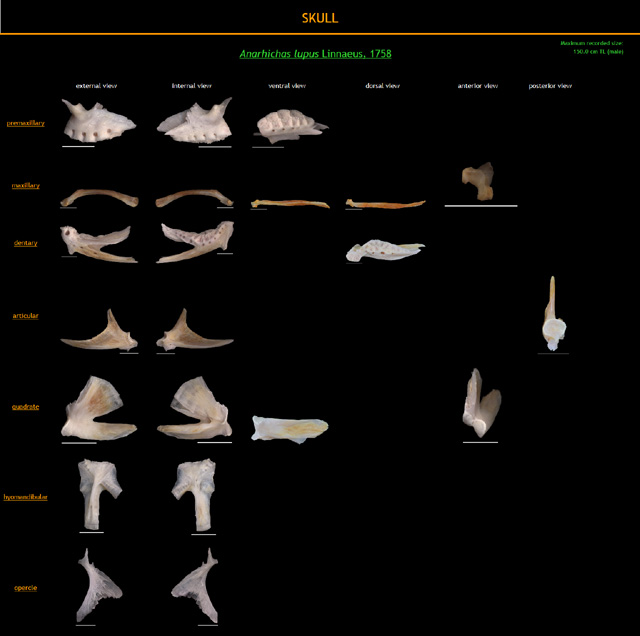 SKULL
Anarhichas lupus Linnaeus, 1758
Maximum recorded size:
150.0 cm TL (male)
external view internal view ventral view dorsal view anterior view posterior view
premaxillary
maxillary
dentary
articular
quadrate
hyomandibular
opercle